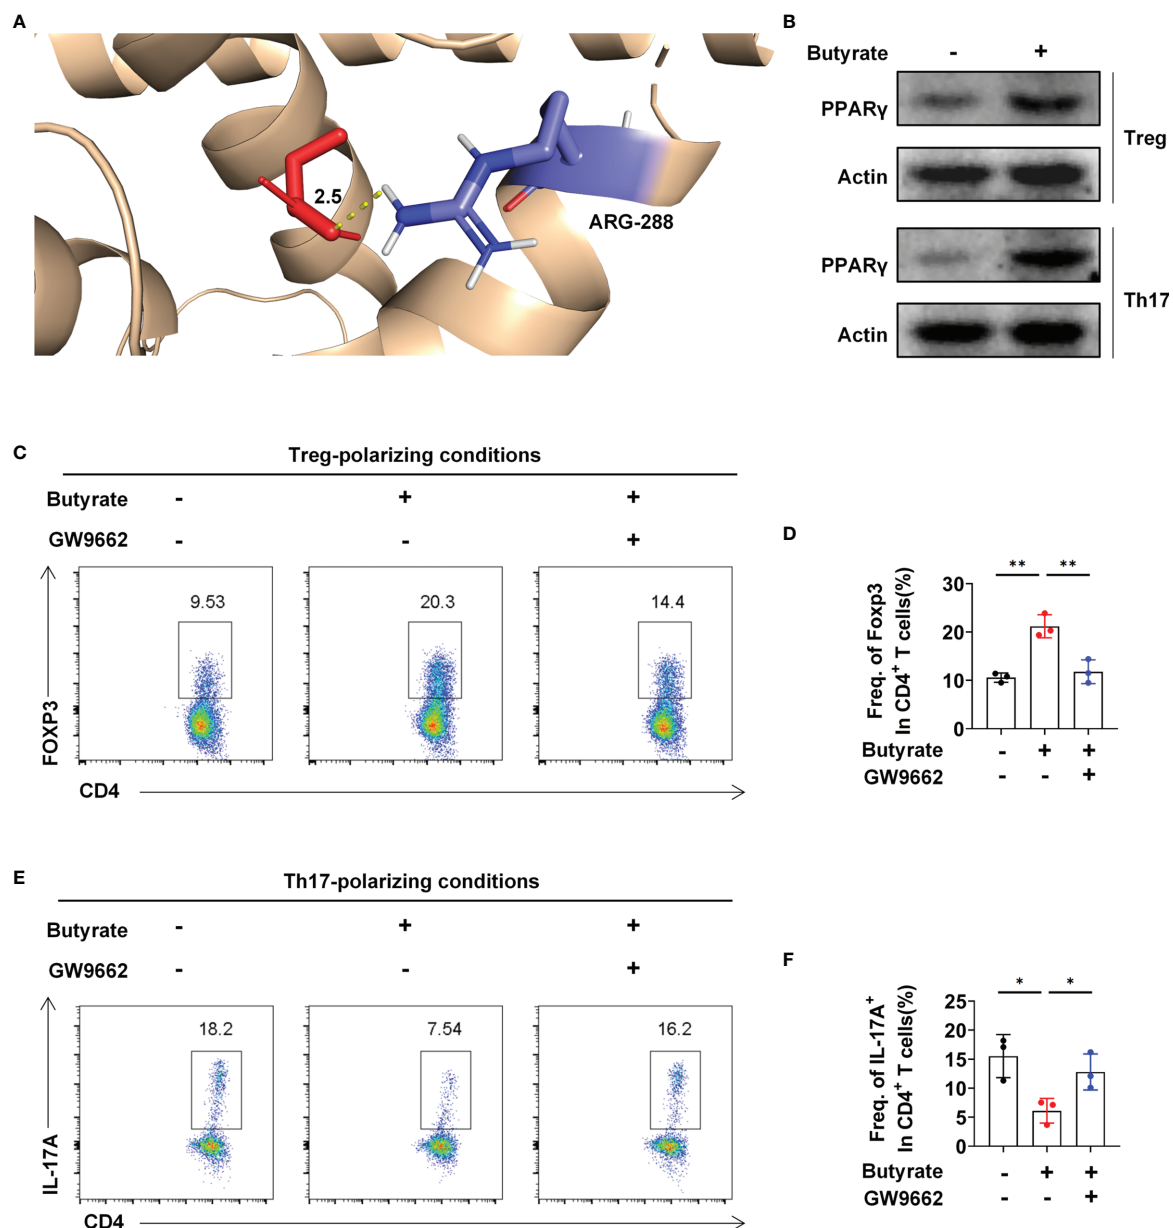 A
2.5
ARG-288
B
Butyrate - +
PPARγ
Treg
Actin
PPARγ
Th17
Actin
C
Treg-polarizing conditions
Butyrate - + +
GW9662 - - +
9.53 20.3 14.4
FOXP3
CD4
D
** **
Freq. of Foxp3
In CD4⁺ T cells(%)
30
20
10
0
Butyrate - + +
GW9662 - - +
E
Th17-polarizing conditions
Butyrate - + +
GW9662 - - +
18.2 7.54 16.2
IL-17A
CD4
F
* *
Freq. of IL-17A⁺
In CD4⁺ T cells(%)
25
20
15
10
5
0
Butyrate - + +
GW9662 - - +